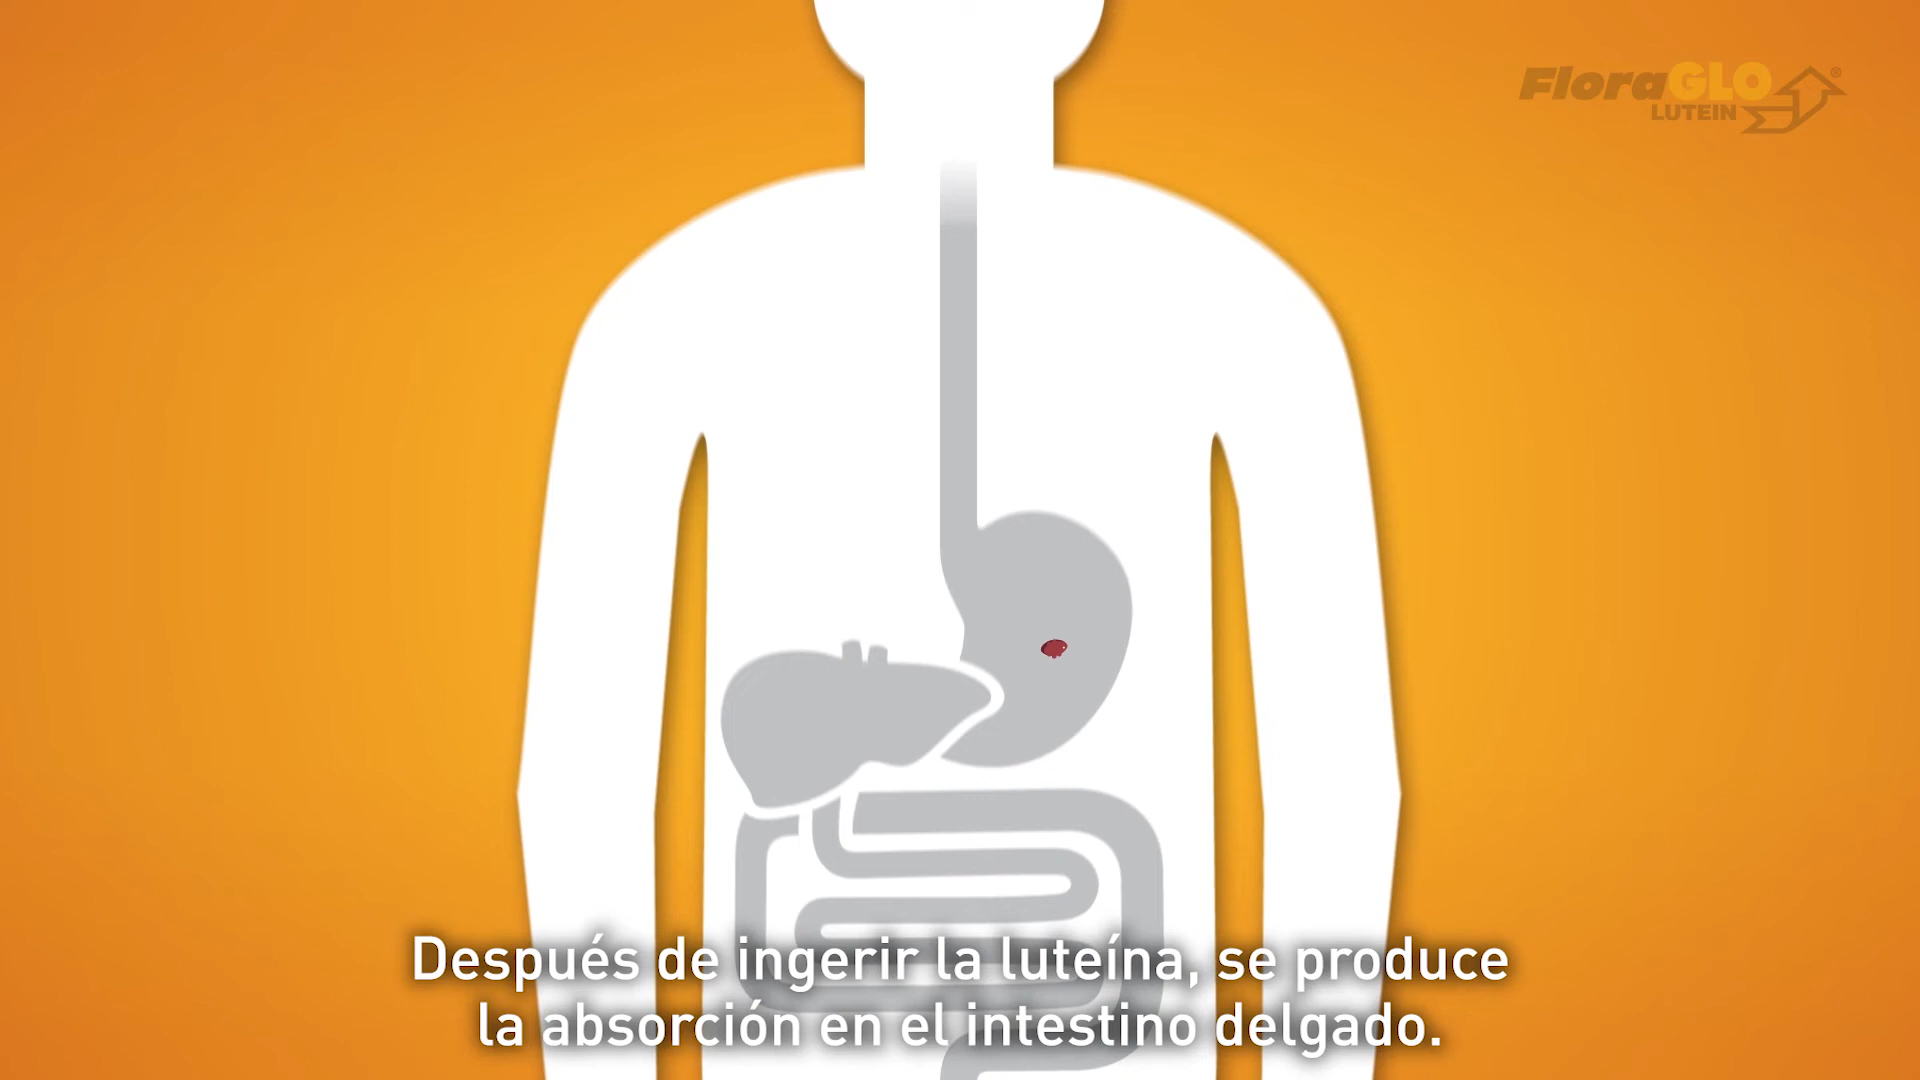 FloraGLO®
LUTEIN
Después de ingerir la luteína, se produce
la absorción en el intestino delgado.